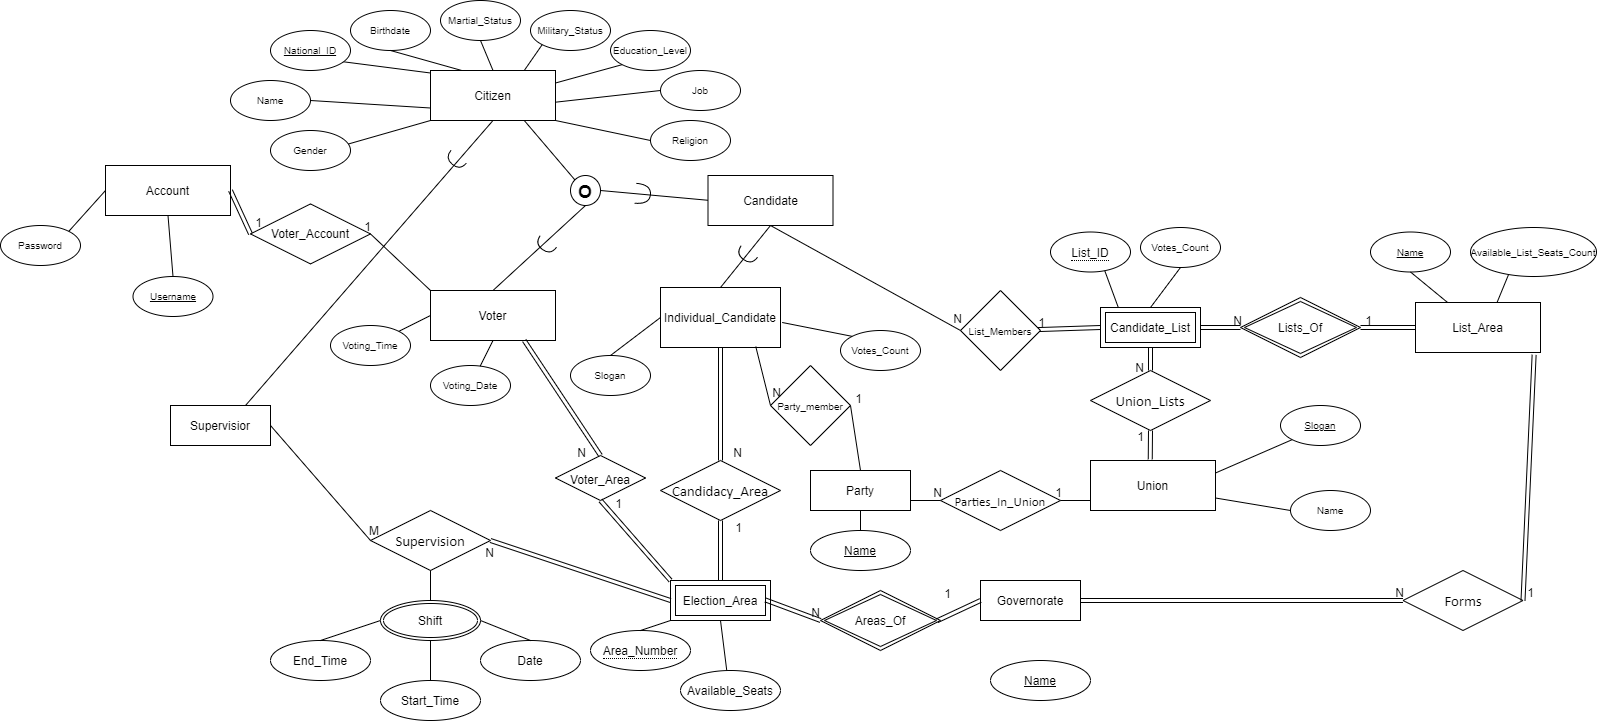 Martial_Status
Birthdate
Military_Status
National_ID
Education_Level
Job
Citizen
Name
Religion
Gender
Account
Candidate
O
Password
1
Voter_Account
1
Username
List_ID
Votes_Count
Name
Available_List_Seats_Count
Voter
Individual_Candidate
N
List_Members
1
Candidate_List
N
Lists_Of
1
List_Area
Voting_Time
Votes_Count
Voting_Date
Slogan
N
Party_member
1
N
Union_Lists
1
Supervisior
Slogan
N
Voter_Area
1
N
Candidacy_Area
1
Party
N
Parties_In_Union
1
Union
Name
M
Supervision
N
Name
Election_Area
N
Areas_Of
1
Governorate
N
Forms
1
Shift
End_Time
Date
Start_Time
Area_Number
Available_Seats
Name